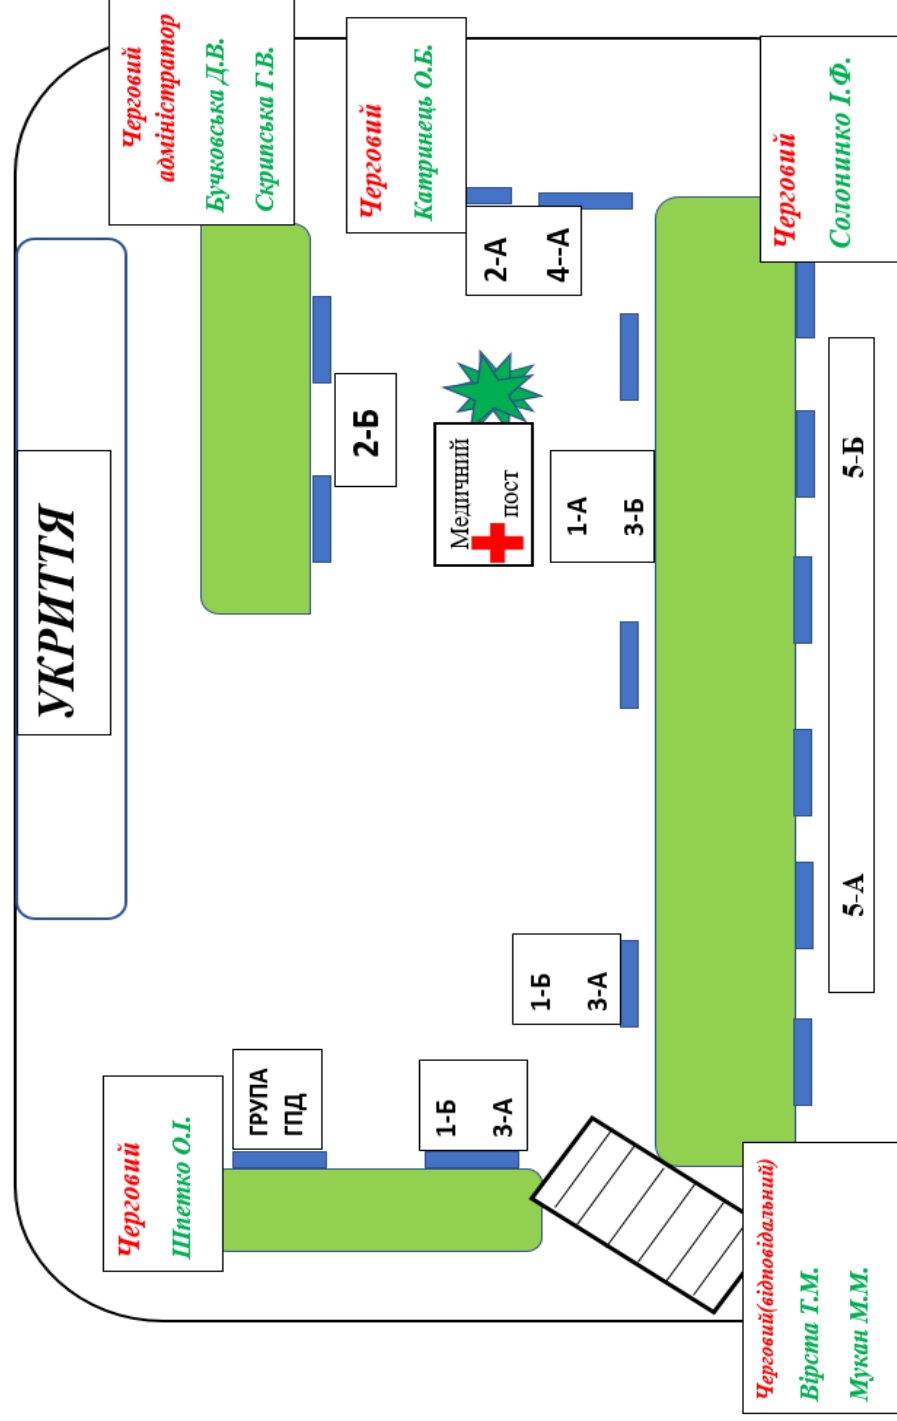 УКРИТТЯ
Черговий
Шпетко О.І.
ГРУПА
ГПД
2-Б
Черговий
адміністратор
Бучковська Д.В.
Скрипська Г.В.
Черговий
Катринець О.Б.
1-Б
3-А
Медичний
пост
2-А
4--А
1-Б
3-А
1-А
3-Б
Черговий(відповідальний)
Вірста Т.М.
Мукан М.М.
5-А
5-Б
Черговий
Солонинко І.Ф.